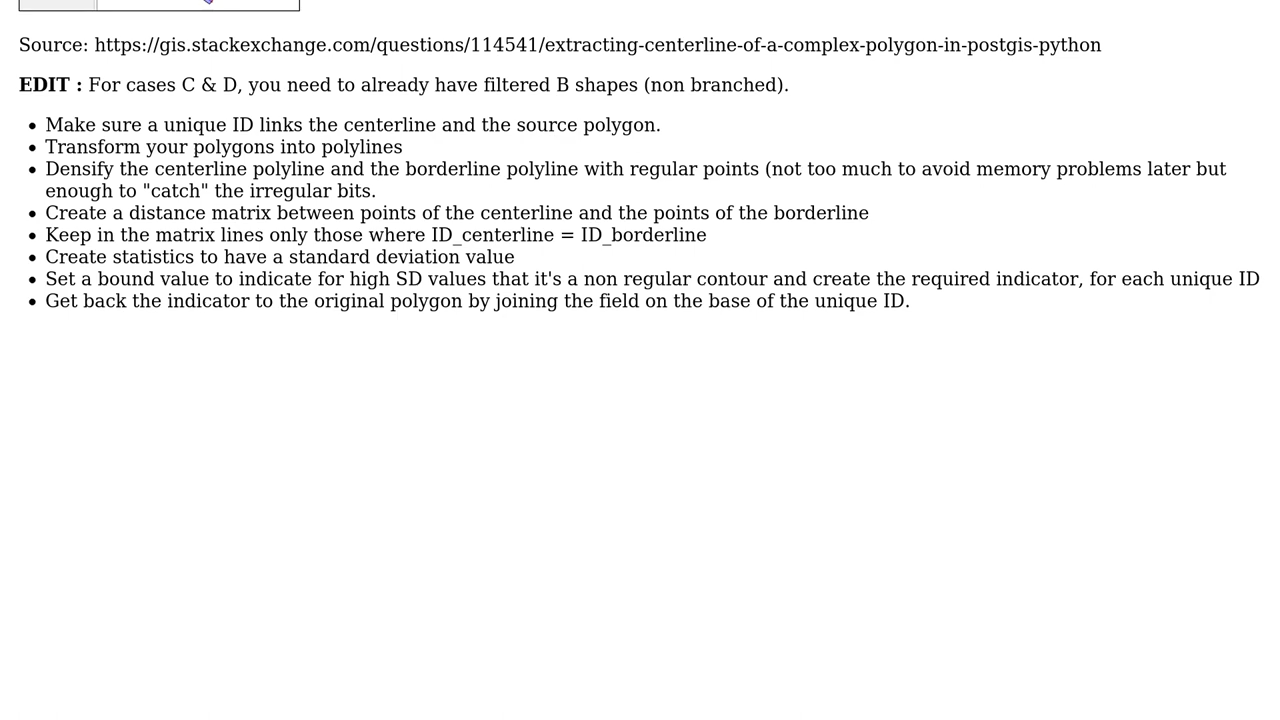 Source: https://gis.stackexchange.com/questions/114541/extracting-centerline-of-a-complex-polygon-in-postgis-python
EDIT : For cases C & D, you need to already have filtered B shapes (non branched).
• Make sure a unique ID links the centerline and the source polygon.
• Transform your polygons into polylines
• Densify the centerline polyline and the borderline polyline with regular points (not too much to avoid memory problems later but
enough to "catch" the irregular bits.
• Create a distance matrix between points of the centerline and the points of the borderline
• Keep in the matrix lines only those where ID_centerline = ID_borderline
• Create statistics to have a standard deviation value
• Set a bound value to indicate for high SD values that it's a non regular contour and create the required indicator, for each unique ID
• Get back the indicator to the original polygon by joining the field on the base of the unique ID.